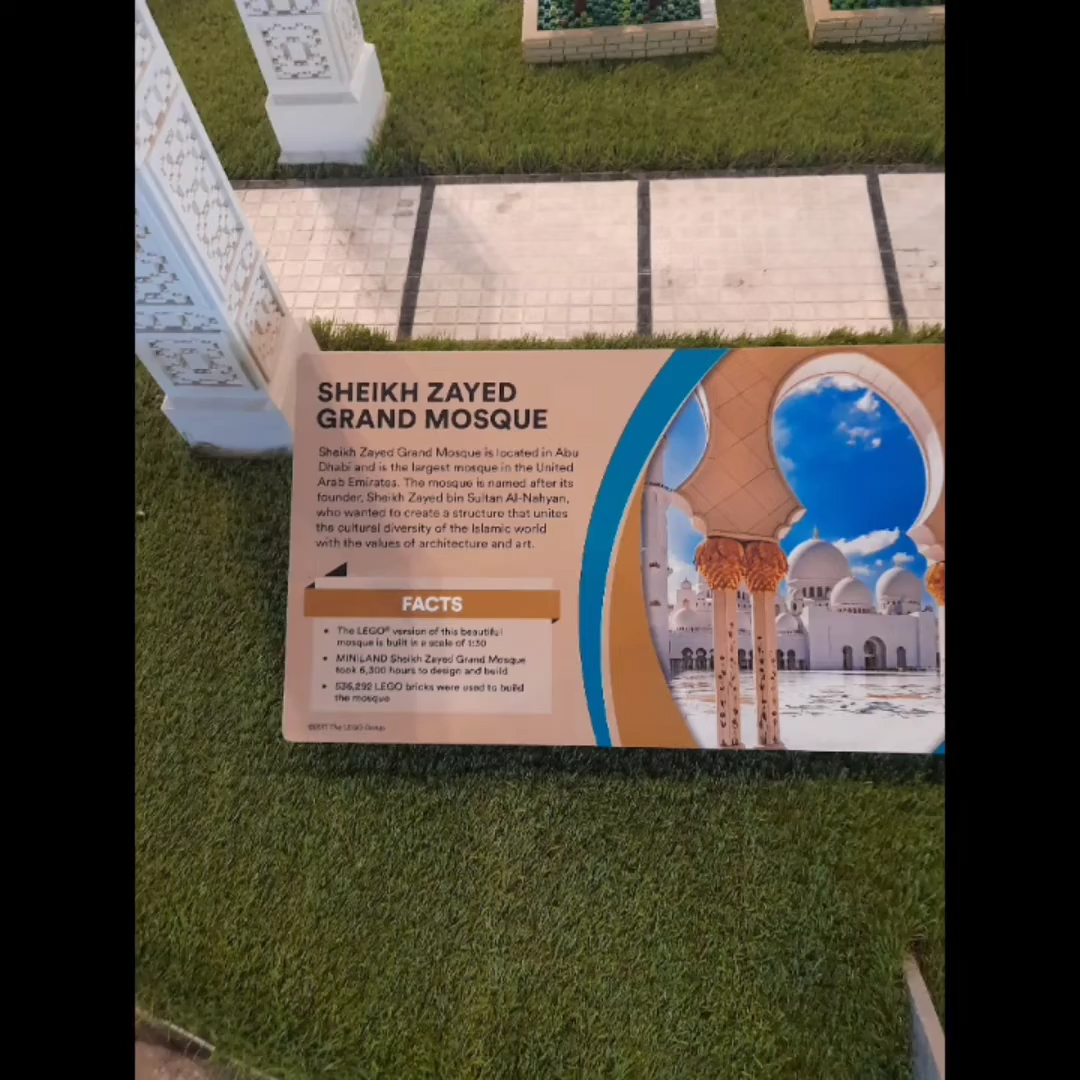 SHEIKH ZAYED
GRAND MOSQUE
Sheikh Zayed Grand Mosque is located in Abu
Dhabi and is the largest mosque in the United
Arab Emirates. The mosque is named after its
founder, Sheikh Zayed bin Sultan Al-Nahyan,
who wanted to create a structure that unites
the cultural diversity of the Islamic world
with the values of architecture and art.
FACTS
• The LEGO® version of this beautiful
mosque is built in a scale of 1:30
• MINILAND Sheikh Zayed Grand Mosque
took 6,300 hours to design and build
• 536,292 LEGO bricks were used to build
the mosque
The LEGO Group